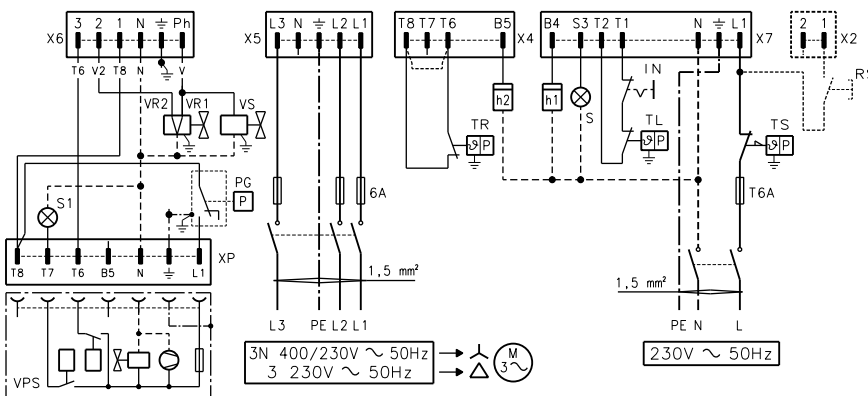 3 2 1 N Ph
X6
L3 N L2 L1
X5
T8 T7 T6 B5
X4
B4 S3 T2 T1 N L1
X7
2 1
X2
T6 V2 T8 N V
VR2 VR1 VS
h2
h1
S
IN
RS
TR
ϑ P
TL
ϑ P
TS
ϑ P
PG
P
S1
6A
T6A
XP
T8 T7 T6 B5 N L1
1,5 mm²
1,5 mm²
L3 PE L2 L1
PE N L
VPS
3N 400/230V ~ 50Hz
3 230V ~ 50Hz
M
3~
230V ~ 50Hz